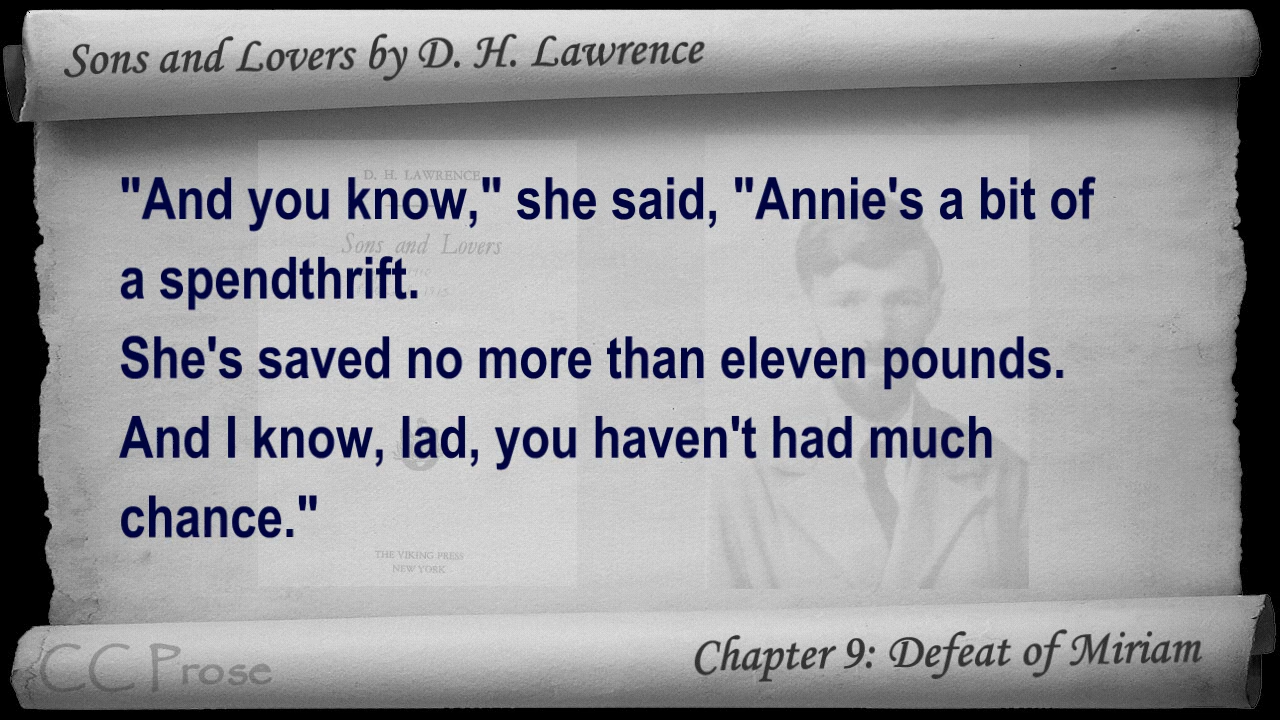 Sons and Lovers by D. H. Lawrence
D. H. LAWRENCE
Sons and Lovers
"And you know," she said, "Annie's a bit of
a spendthrift.
She's saved no more than eleven pounds.
And I know, lad, you haven't had much
chance."
THE VIKING PRESS
NEW YORK
CC Prose
Chapter 9: Defeat of Miriam